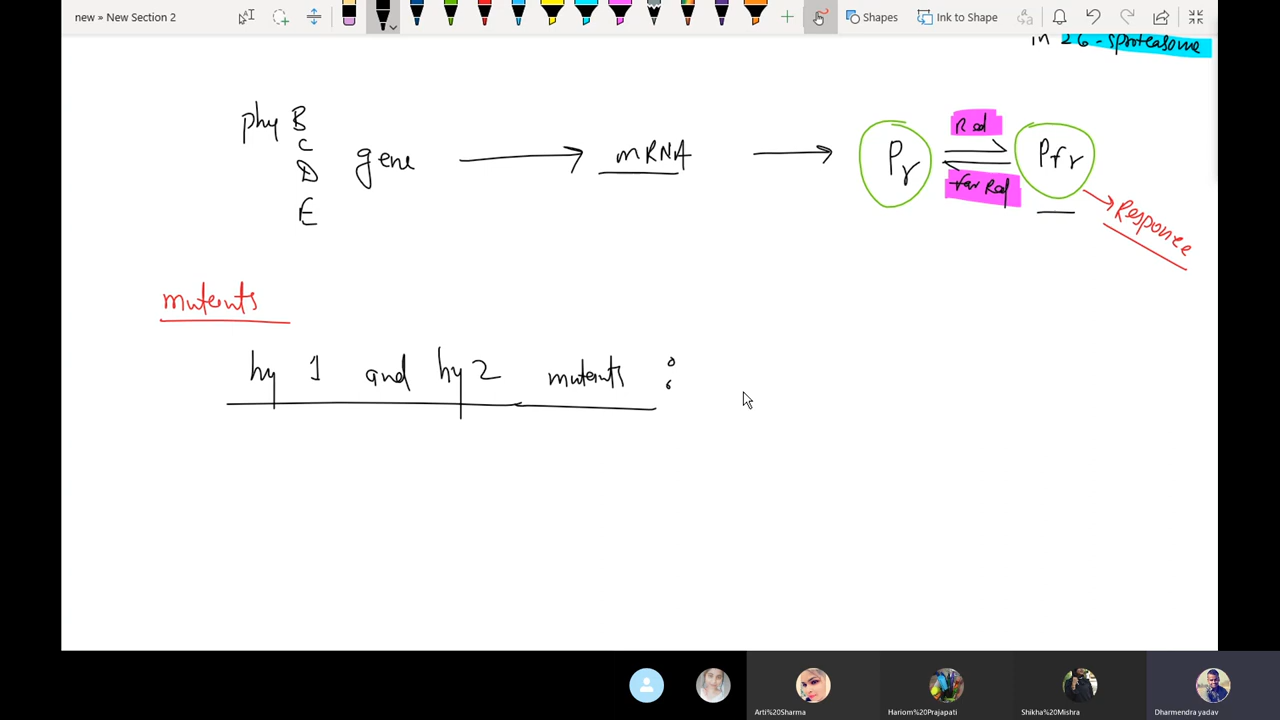 new » New Section 2
Shapes
Ink to Shape
in 26-sproteasome
phy B
C
D
E
gene
mRNA
Pr
Red
far Red
Pfr
Response
mutants
hy 1 and hy 2 mutants :
Arti%20Sharma
Hariom%20Prajapati
Shikha%20Mishra
Dharmendra yadav